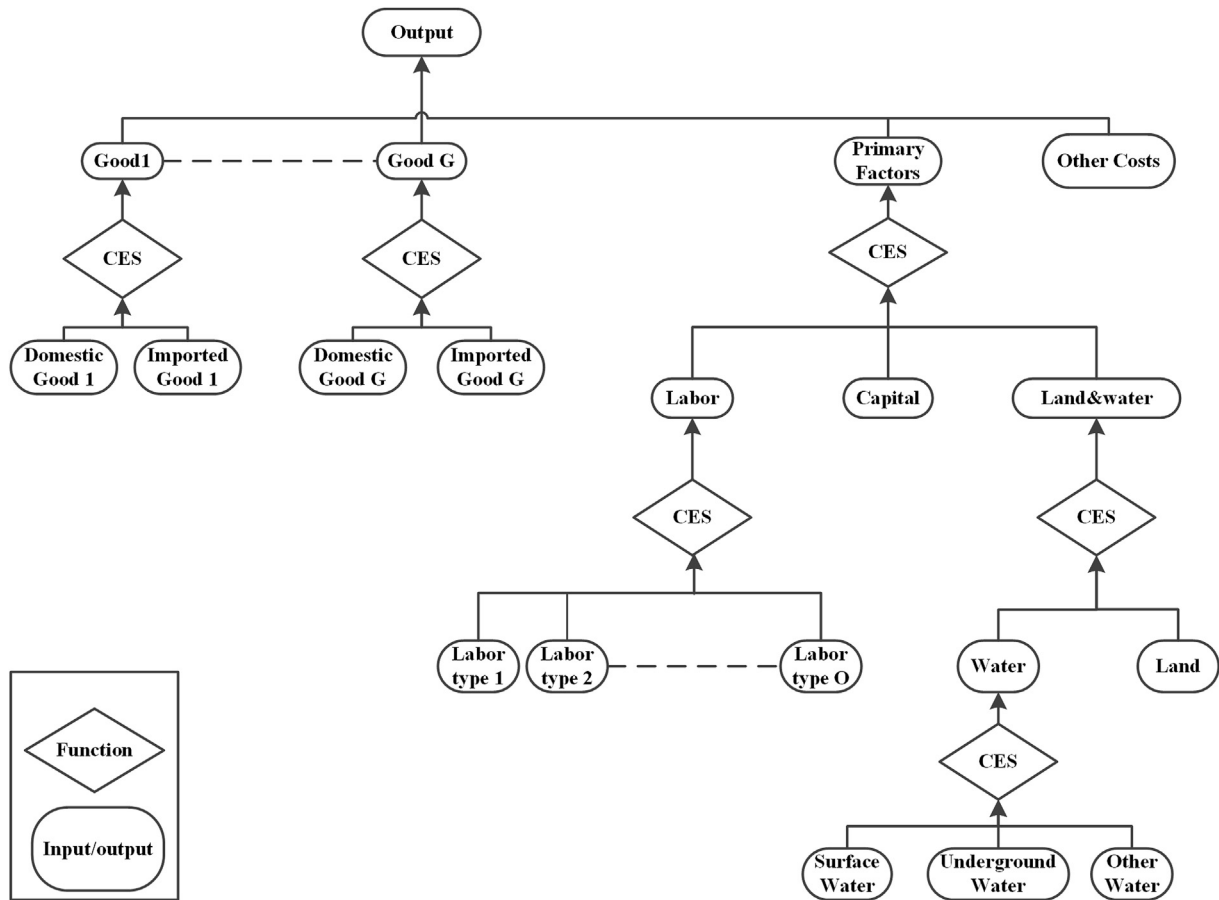 Output
Good1
Good G
Primary
Factors
Other Costs
CES
CES
CES
Domestic
Good 1
Imported
Good 1
Domestic
Good G
Imported
Good G
Labor
Capital
Land&water
CES
CES
Labor
type 1
Labor
type 2
Labor
type O
Water
Land
Function
CES
Input/output
Surface
Water
Underground
Water
Other
Water